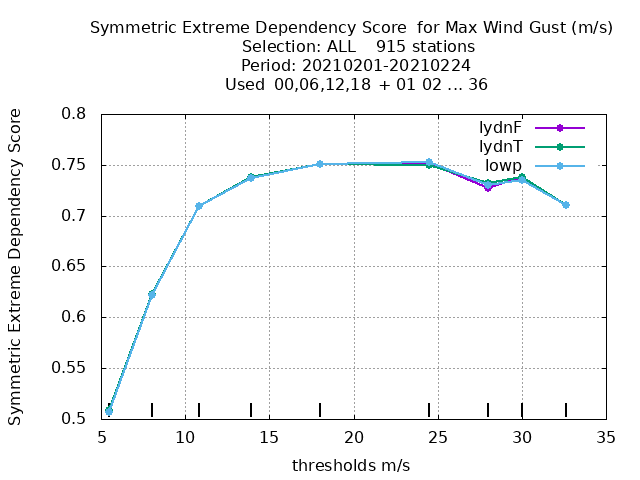 Symmetric Extreme Dependency Score  for Max Wind Gust (m/s)
Selection: ALL    915 stations
Period: 20210201-20210224
Used  00,06,12,18  + 01 02 ... 36
lydnF
lydnT
lowp
Symmetric Extreme Dependency Score
0.8
0.75
0.7
0.65
0.6
0.55
0.5
5 10 15 20 25 30 35
thresholds m/s